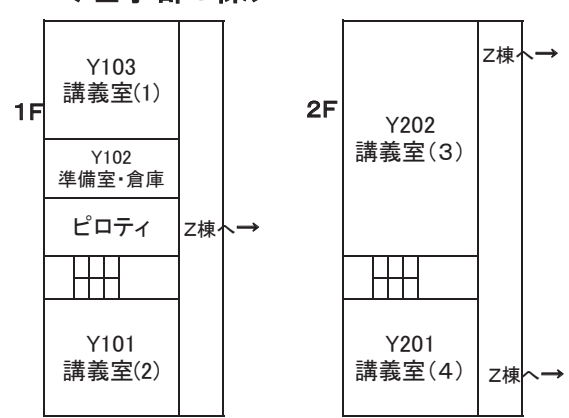 1F
Y103
講義室(1)
Y102
準備室・倉庫
ピロティ
Z棟へ→
Y101
講義室(2)
2F
Z棟へ→
Y202
講義室(3)
Y201
講義室(4)
Z棟へ→